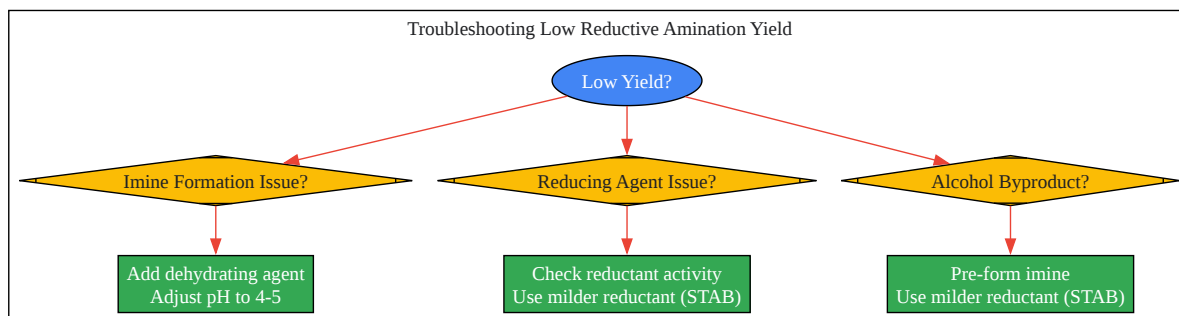 Troubleshooting Low Reductive Amination Yield
Low Yield?
Imine Formation Issue?
Reducing Agent Issue?
Alcohol Byproduct?
Add dehydrating agent
Adjust pH to 4-5
Check reductant activity
Use milder reductant (STAB)
Pre-form imine
Use milder reductant (STAB)